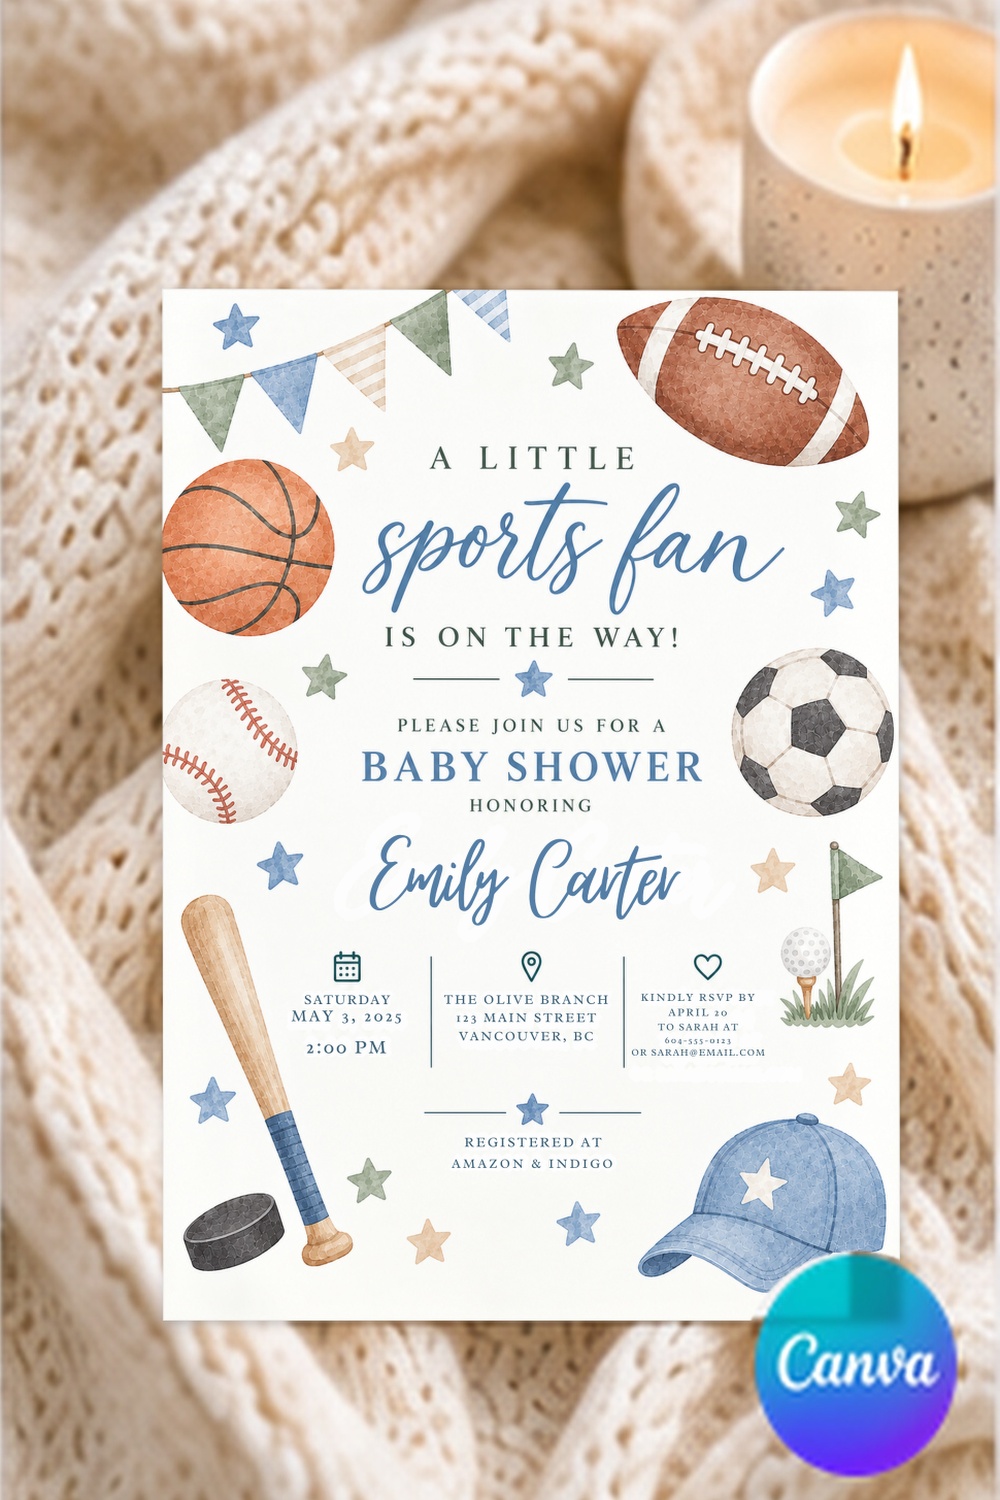 A LITTLE
sports fan
IS ON THE WAY!
PLEASE JOIN US FOR A
BABY SHOWER
HONORING
Emily Carter
SATURDAY
MAY 3, 2025
2:00 PM
THE OLIVE BRANCH
123 MAIN STREET
VANCOUVER, BC
KINDLY RSVP BY
APRIL 20
TO SARAH AT
604-555-0123
OR SARAH@EMAIL.COM
REGISTERED AT
AMAZON & INDIGO
Canva